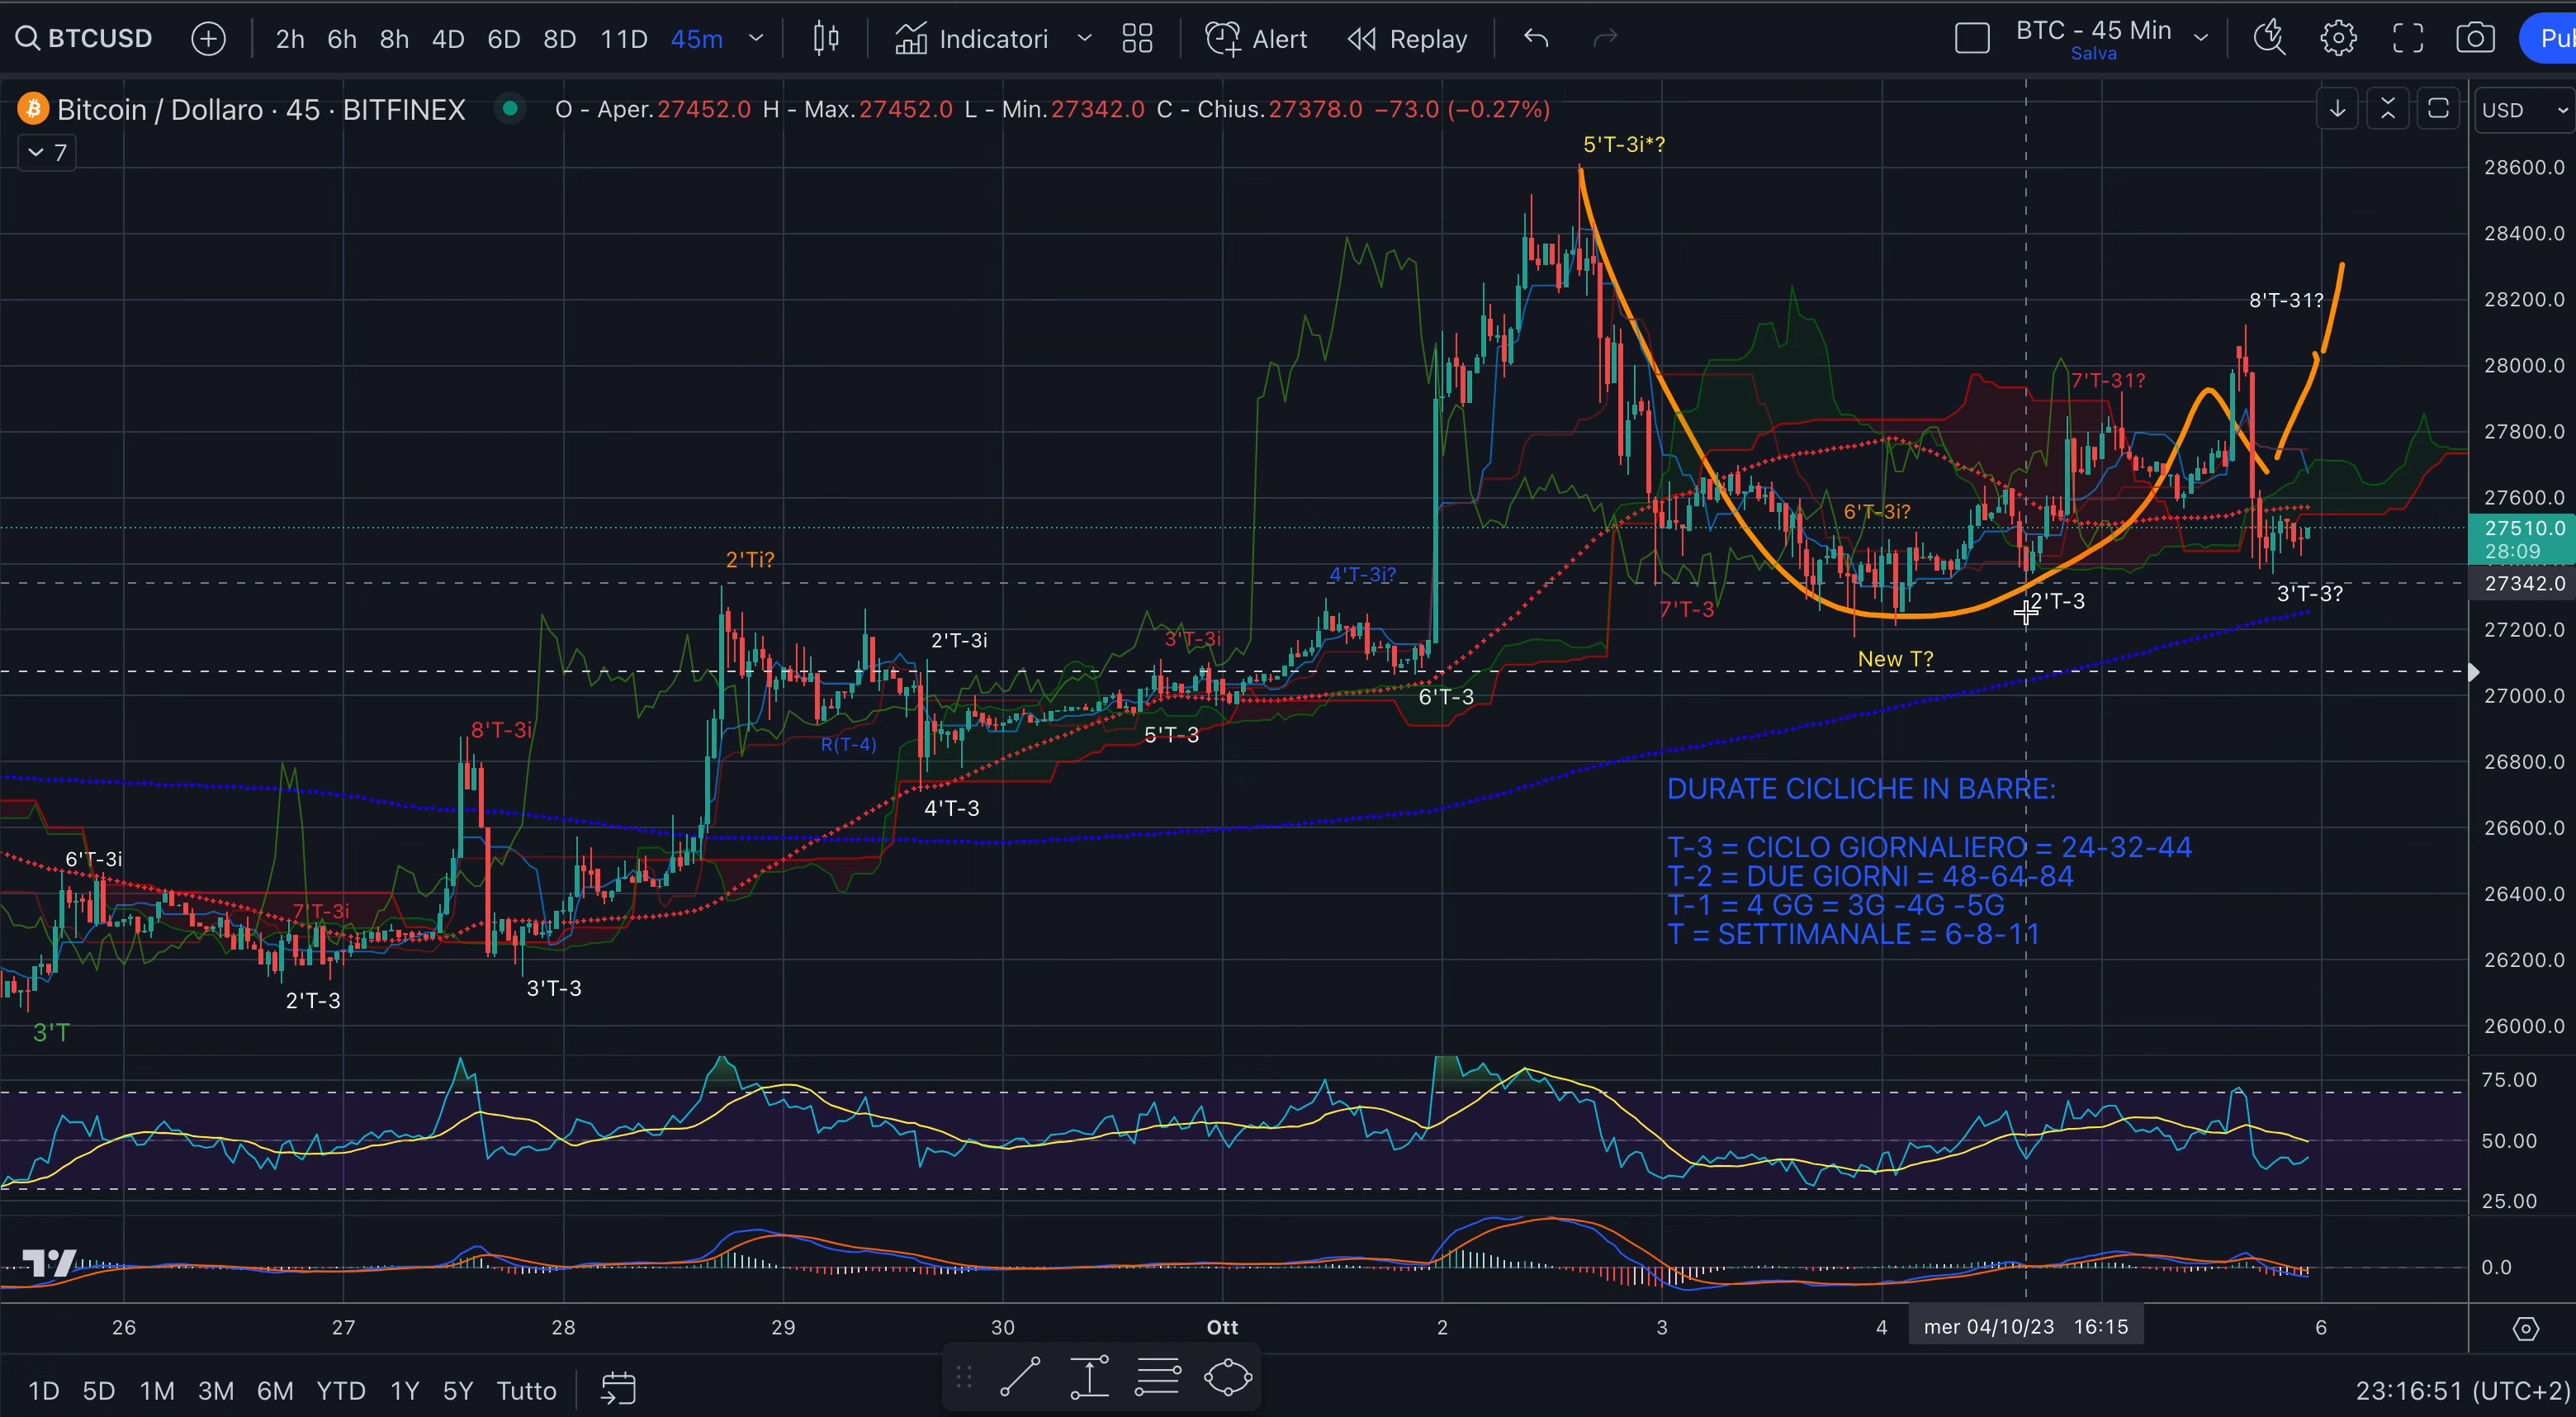 BTCUSD 2h 6h 8h 4D 6D 8D 11D 45m Indicatori Alert Replay BTC - 45 Min
Salva
Bitcoin / Dollaro · 45 · BITFINEX O - Aper.27452.0 H - Max.27452.0 L - Min.27342.0 C - Chius.27378.0 −73.0 (−0.27%)
USD
7
5'T-3i*?
28600.0
28400.0
8'T-31?
28200.0
28000.0
7'T-31?
27800.0
27600.0
6'T-3i?
27510.0
28:09
2'Ti?
4'T-3i?
27342.0
3'T-3?
2'T-3
7'T-3
27200.0
2'T-3i
3'T-3i
New T?
27000.0
6'T-3
8'T-3i
5'T-3
R(T-4)
26800.0
4'T-3
DURATE CICLICHE IN BARRE:
26600.0
T-3 = CICLO GIORNALIERO = 24-32-44
6'T-3i
T-2 = DUE GIORNI = 48-64-84
26400.0
T-1 = 4 GG = 3G -4G -5G
7'T-3i
T = SETTIMANALE = 6-8-11
26200.0
3'T-3
2'T-3
26000.0
3'T
75.00
50.00
25.00
0.0
26 27 28 29 30 Ott 2 3 4 mer 04/10/23 16:15 6
1D 5D 1M 3M 6M YTD 1Y 5Y Tutto 23:16:51 (UTC+2)